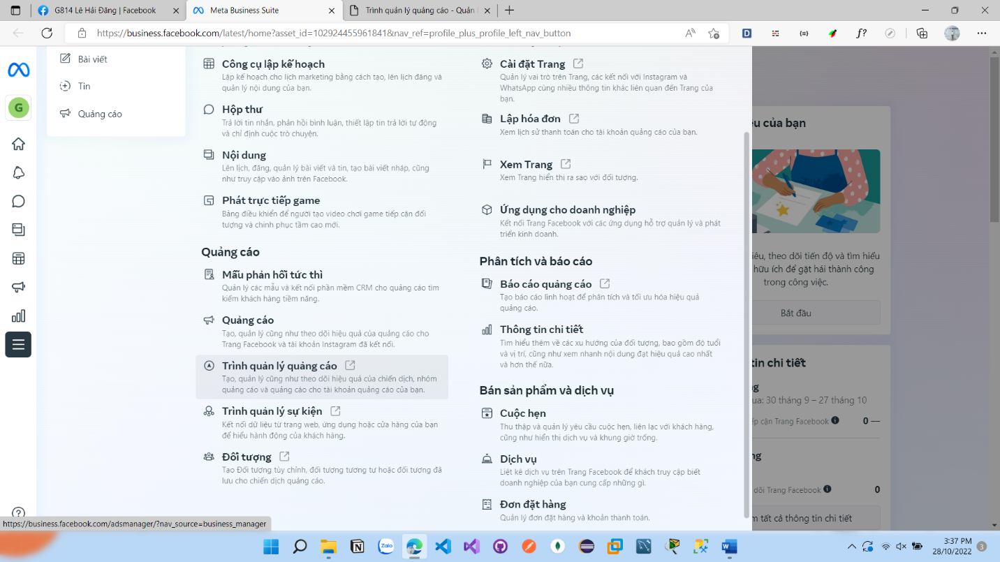 G814 Lê Hải Đăng | Facebook
Meta Business Suite
Trình quản lý quảng cáo - Quản
https://business.facebook.com/latest/home?asset_id=102924455961841&nav_ref=profile_plus_profile_left_nav_button
Bài viết
Tin
Quảng cáo
G
Công cụ lập kế hoạch
Lập kế hoạch cho lịch marketing bằng cách tạo, lên lịch đăng và
quản lý nội dung của bạn.
Hộp thư
Trả lời tin nhắn, phản hồi bình luận, thiết lập tin trả lời tự động
và chỉ định cuộc trò chuyện.
Nội dung
Lên lịch, đăng, quản lý bài viết và tin, tạo bài viết nháp, cũng
như truy cập vào ảnh trên Facebook.
Phát trực tiếp game
Bảng điều khiển để người tạo video chơi game tiếp cận đối
tượng và chinh phục tầm cao mới.
Quảng cáo
Mẫu phản hồi tức thì
Quản lý các mẫu và kết nối phần mềm CRM cho quảng cáo tìm
kiếm khách hàng tiềm năng.
Quảng cáo
Tạo, quản lý cũng như theo dõi hiệu quả của quảng cáo cho
Trang Facebook và tài khoản Instagram đã kết nối.
Trình quản lý quảng cáo
Tạo, quản lý cũng như theo dõi hiệu quả của chiến dịch, nhóm
quảng cáo và quảng cáo cho tài khoản quảng cáo của bạn.
Trình quản lý sự kiện
Kết nối dữ liệu từ trang web, ứng dụng hoặc cửa hàng của bạn
để hiểu hành động của khách hàng.
Đối tượng
Tạo Đối tượng tùy chỉnh, đối tượng tương tự hoặc đối tượng đã
lưu cho chiến dịch quảng cáo.
Cài đặt Trang
Quản lý vai trò trên Trang, các kết nối với Instagram và
WhatsApp cùng nhiều thông tin khác liên quan đến Trang của
bạn.
Lập hóa đơn
Xem lịch sử thanh toán cho tài khoản quảng cáo của bạn.
Xem Trang
Xem Trang hiển thị ra sao với đối tượng.
Ứng dụng cho doanh nghiệp
Kết nối Trang Facebook với các ứng dụng hỗ trợ quản lý và phát
triển kinh doanh.
Phân tích và báo cáo
Báo cáo quảng cáo
Tạo báo cáo linh hoạt để phân tích và tối ưu hóa hiệu quả
quảng cáo.
Thông tin chi tiết
Tìm hiểu thêm về các xu hướng của đối tượng, bao gồm độ tuổi
và vị trí, cũng như xem nhanh nội dung đạt hiệu quả cao nhất
và hơn thế nữa.
Bán sản phẩm và dịch vụ
Cuộc hẹn
Thu thập và quản lý yêu cầu cuộc hẹn, liên lạc với khách hàng,
cũng như hiển thị dịch vụ và khung giờ trống.
Dịch vụ
Liệt kê dịch vụ trên Trang Facebook để khách truy cập biết
doanh nghiệp của bạn cung cấp những gì.
Đơn đặt hàng
Quản lý đơn đặt hàng và khoản thanh toán.
của bạn
theo dõi tiến độ và tìm hiểu
hữu ích để gặt hái thành công
trong công việc.
Bắt đầu
tin chi tiết
qua: 30 tháng 9 – 27 tháng 10
cận Trang Facebook 0 —
dõi Trang Facebook 0
tất cả thông tin chi tiết
https://business.facebook.com/adsmanager/?nav_source=business_manager
Zalo
3:37 PM
28/10/2022
3